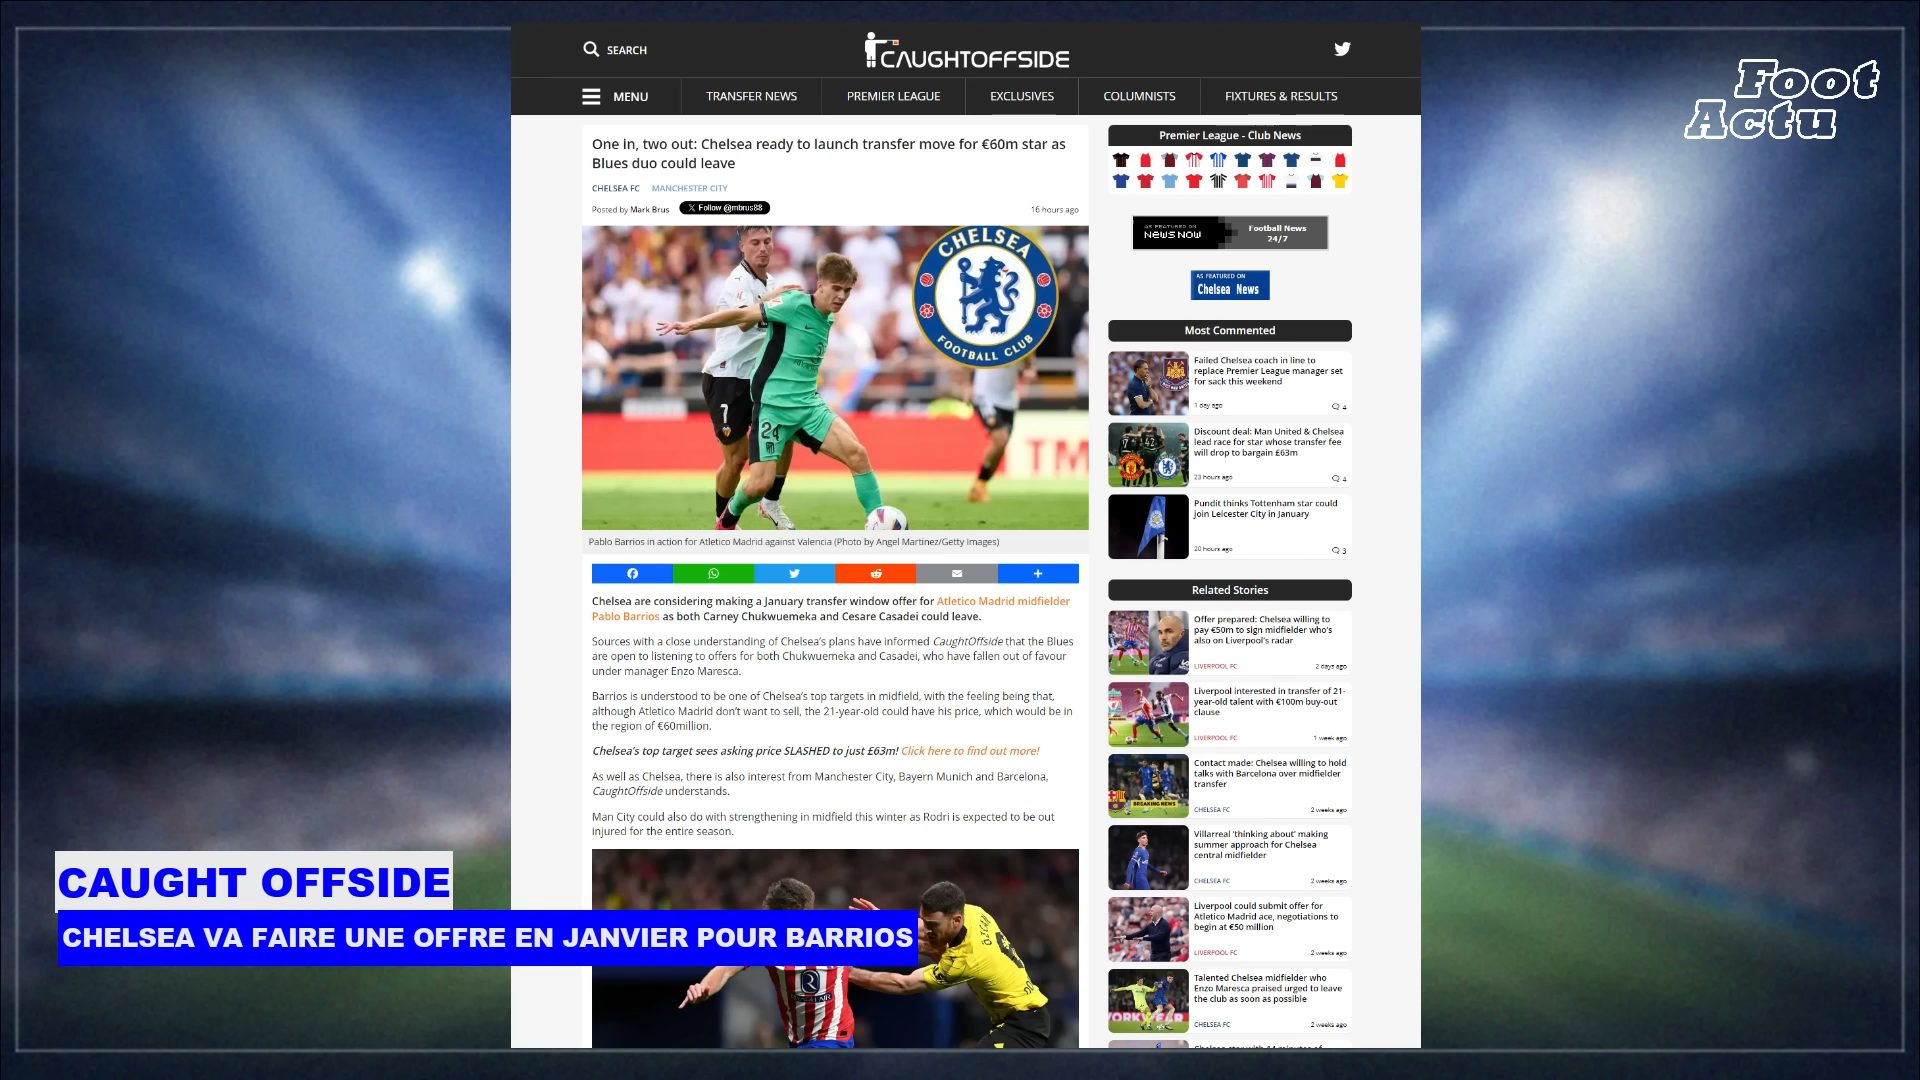 SEARCH
CAUGHTOFFSIDE
MENU
TRANSFER NEWS
PREMIER LEAGUE
EXCLUSIVES
COLUMNISTS
FIXTURES & RESULTS
Foot
Actu
One in, two out: Chelsea ready to launch transfer move for €60m star as
Blues duo could leave
CHELSEA FC MANCHESTER CITY
Posted by Mark Brus X Follow @mbrus88
16 hours ago
CHELSEA
FOOTBALL CLUB
7
24
TM
Pablo Barrios in action for Atletico Madrid against Valencia (Photo by Angel Martinez/Getty Images)
Chelsea are considering making a January transfer window offer for Atletico Madrid midfielder
Pablo Barrios as both Carney Chukwuemeka and Cesare Casadei could leave.
Sources with a close understanding of Chelsea's plans have informed CaughtOffside that the Blues
are open to listening to offers for both Chukwuemeka and Casadei, who have fallen out of favour
under manager Enzo Maresca.
Barrios is understood to be one of Chelsea's top targets in midfield, with the feeling being that,
although Atletico Madrid don't want to sell, the 21-year-old could have his price, which would be in
the region of €60million.
Chelsea's top target sees asking price SLASHED to just £63m! Click here to find out more!
As well as Chelsea, there is also interest from Manchester City, Bayern Munich and Barcelona,
CaughtOffside understands.
Man City could also do with strengthening in midfield this winter as Rodri is expected to be out
injured for the entire season.
Premier League - Club News
AS FEATURED ON
NewS NOW
Football News
24/7
AS FEATURED ON
Chelsea News
Most Commented
Failed Chelsea coach in line to
replace Premier League manager set
for sack this weekend
1 day ago
4
Discount deal: Man United & Chelsea
lead race for star whose transfer fee
will drop to bargain £63m
23 hours ago
4
Pundit thinks Tottenham star could
join Leicester City in January
20 hours ago
3
Related Stories
Offer prepared: Chelsea willing to
pay €50m to sign midfielder who's
also on Liverpool's radar
LIVERPOOL FC
2 days ago
Liverpool interested in transfer of 21-
year-old talent with €100m buy-out
clause
LIVERPOOL FC
1 week ago
Contact made: Chelsea willing to hold
talks with Barcelona over midfielder
transfer
BREAKING NEWS
CHELSEA FC
2 weeks ago
Villarreal 'thinking about' making
summer approach for Chelsea
central midfielder
CHELSEA FC
2 weeks ago
Liverpool could submit offer for
Atletico Madrid ace, negotiations to
begin at €50 million
LIVERPOOL FC
2 weeks ago
Talented Chelsea midfielder who
Enzo Maresca praised urged to leave
the club as soon as possible
CHELSEA FC
2 weeks ago
CAUGHT OFFSIDE
CHELSEA VA FAIRE UNE OFFRE EN JANVIER POUR BARRIOS